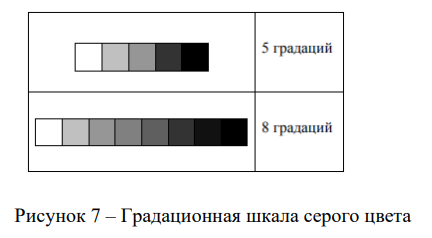 5 градаций
8 градаций
Рисунок 7 – Градационная шкала серого цвета